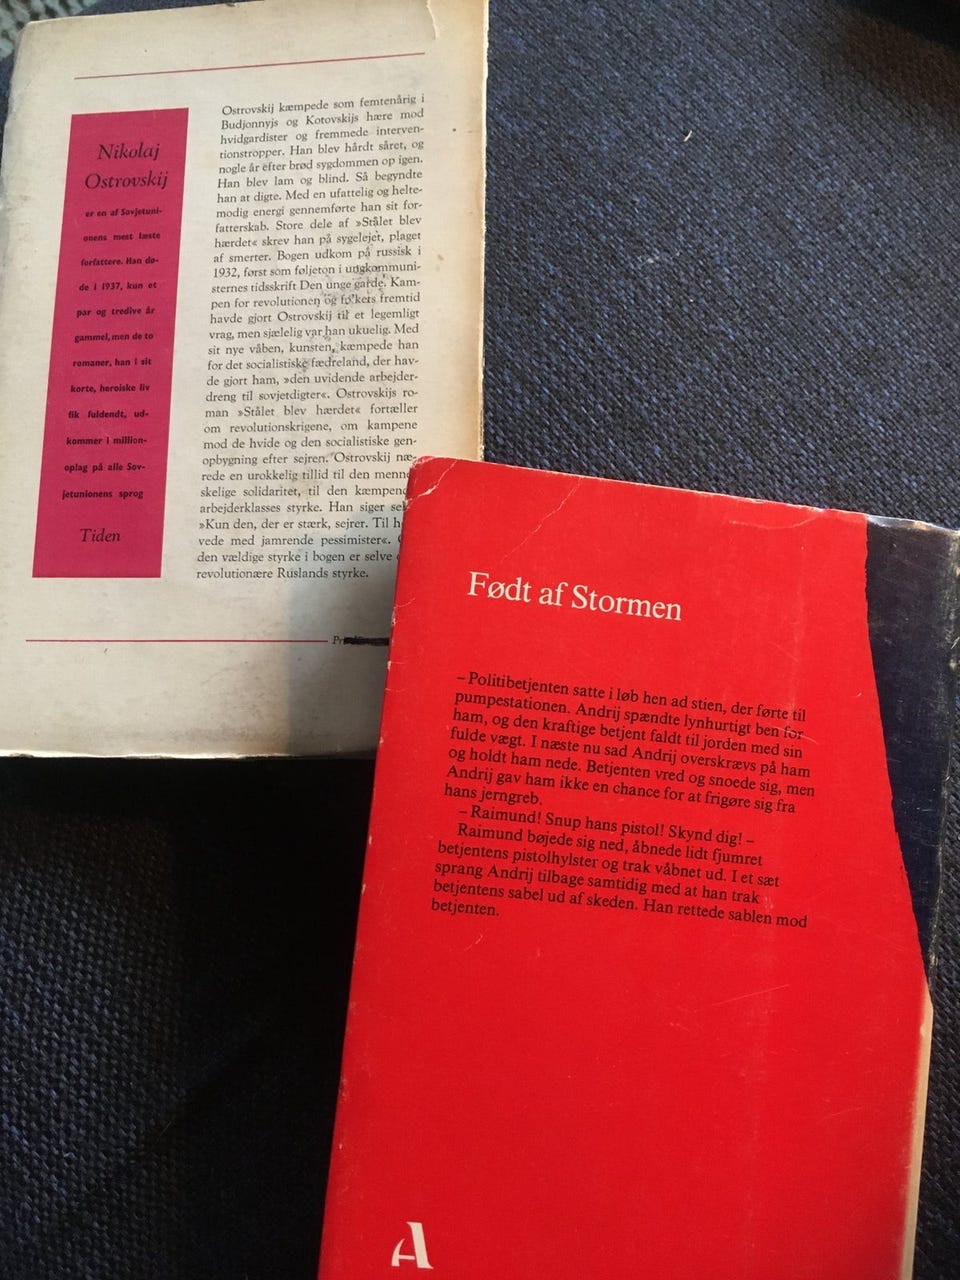 Nikolaj
Ostrovskij
er en af Sovjetuni-
onens mest læste
forfattere. Han dø-
de i 1937, kun et
par og tredive år
gammel, men de to
romaner, han i sit
korte, heroiske liv
fik fuldendt, ud-
kommer i million-
oplag på alle Sov-
jetunionens sprog
Tiden
Ostrovskij kæmpede som femtenårig i
Budjonnyjs og Kotovskijs hære mod
hvidgardister og fremmede interven-
tionstropper. Han blev hårdt såret, og
nogle år efter brød sygdommen op igen.
Han blev lam og blind. Så begyndte
han at digte. Med en ufattelig og helte-
modig energi gennemførte han sit for-
fatterskab. Store dele af »Stålet blev
hærdet« skrev han på sygelejet, plaget
af smerter. Bogen udkom på russisk i
1932, først som føljeton i ungkommuni-
sternes tidsskrift Den unge garde. Kam-
pen for revolutionen og folkets fremtid
havde gjort Ostrovskij til et legemligt
vrag, men sjælelig var han ukuelig. Med
sit nye våben, kunsten, kæmpede han
for det socialistiske fædreland, der hav-
de gjort ham, »den uvidende arbejder-
dreng til sovjetdigter«. Ostrovskijs ro-
man »Stålet blev hærdet« fortæller
om revolutionskrigene, om kampene
mod de hvide og den socialistiske gen-
opbygning efter sejren. Ostrovskij næ-
rede en urokkelig tillid til den menne
skelige solidaritet, til den kæmpend
arbejderklasses styrke. Han siger sel
»Kun den, der er stærk, sejrer. Til h
vede med jamrende pessimister«.
den vældige styrke i bogen er selve
revolutionære Ruslands styrke.
Født af Stormen
– Politibetjenten satte i løb hen ad stien, der førte til
pumpestationen. Andrij spændte lynhurtigt ben for
ham, og den kraftige betjent faldt til jorden med sin
fulde vægt. I næste nu sad Andrij overskrævs på ham
og holdt ham nede. Betjenten vred og snoede sig, men
Andrij gav ham ikke en chance for at frigøre sig fra
hans jerngreb.
– Raimund! Snup hans pistol! Skynd dig! –
Raimund bøjede sig ned, åbnede lidt fjumret
betjentens pistolhylster og trak våbnet ud. I et sæt
sprang Andrij tilbage samtidig med at han trak
betjentens sabel ud af skeden. Han rettede sablen mod
betjenten.
A